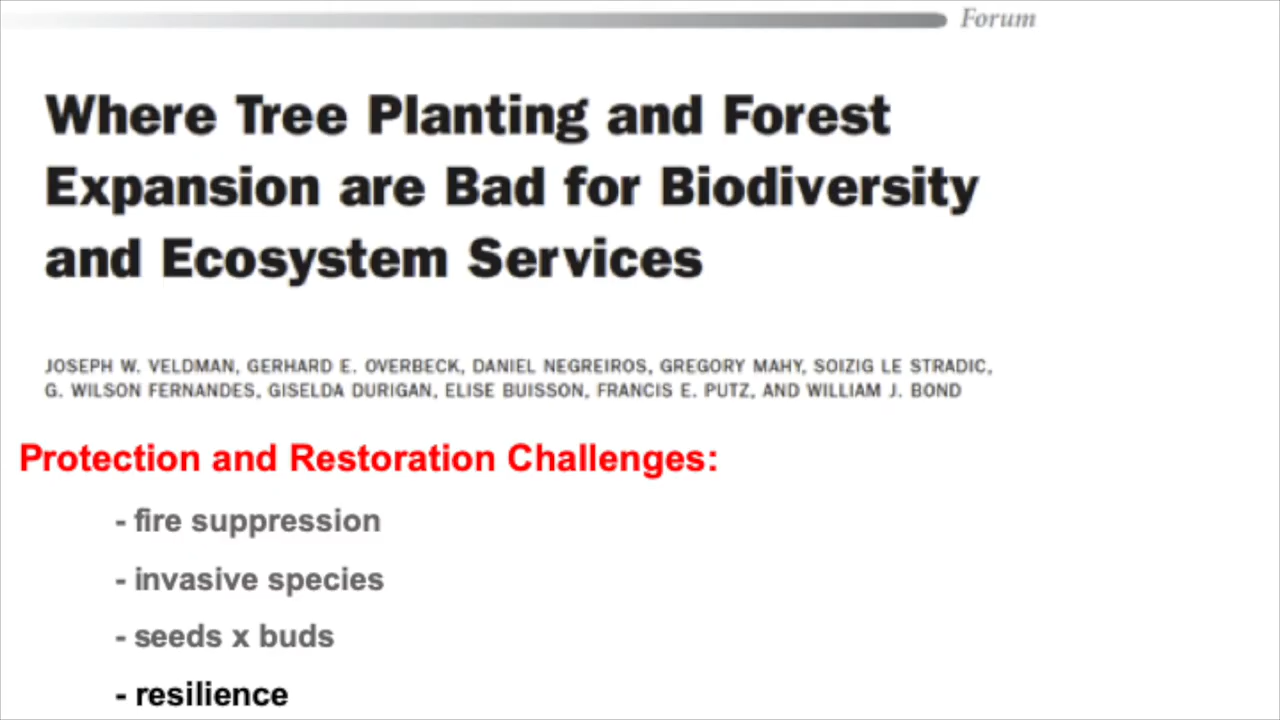 Forum
Where Tree Planting and Forest
Expansion are Bad for Biodiversity
and Ecosystem Services
JOSEPH W. VELDMAN, GERHARD E. OVERBECK, DANIEL NEGREIROS, GREGORY MAHY, SOIZIG LE STRADIC,
G. WILSON FERNANDES, GISELDA DURIGAN, ELISE BUISSON, FRANCIS E. PUTZ, AND WILLIAM J. BOND
Protection and Restoration Challenges:
- fire suppression
- invasive species
- seeds x buds
- resilience